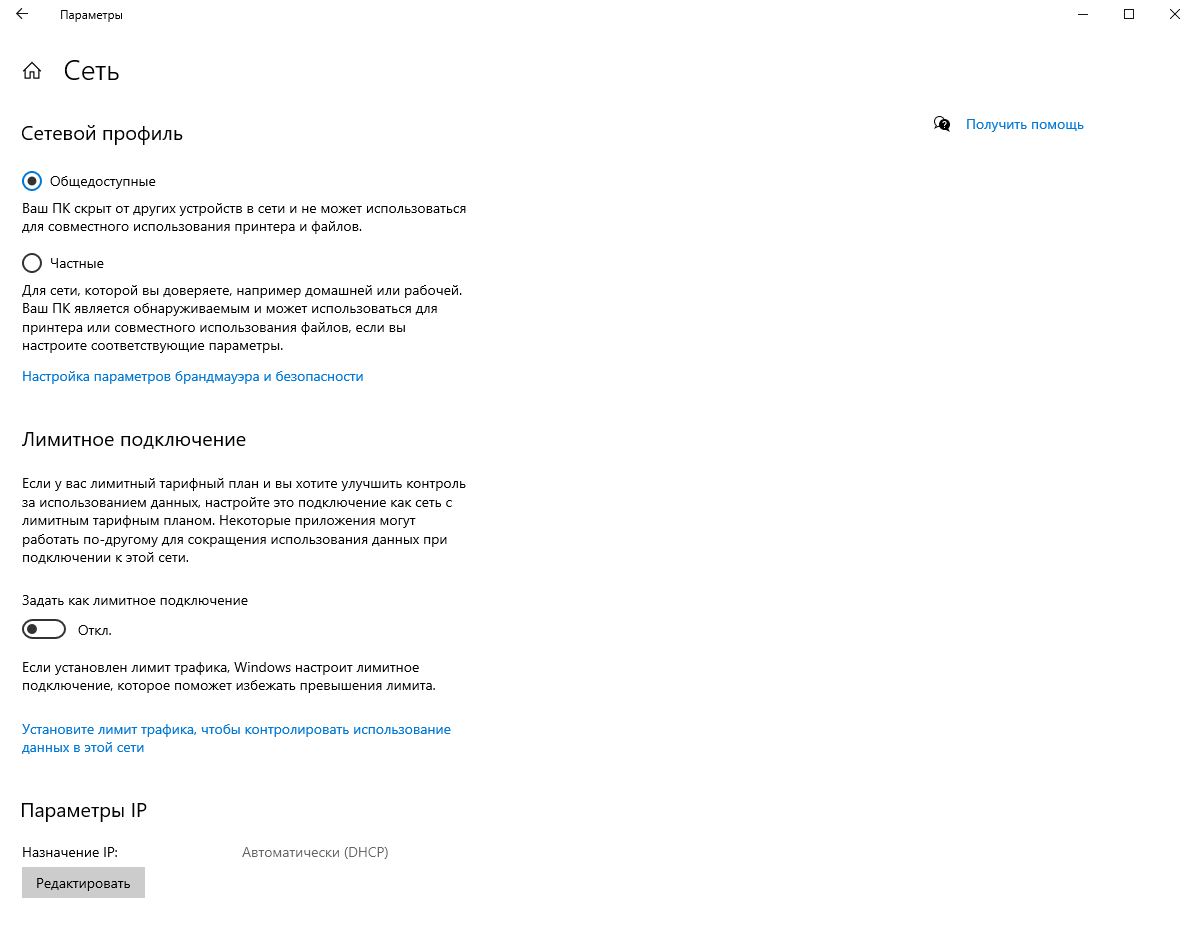 Параметры
Сеть
Сетевой профиль
Получить помощь
Общедоступные
Ваш ПК скрыт от других устройств в сети и не может использоваться
для совместного использования принтера и файлов.
Частные
Для сети, которой вы доверяете, например домашней или рабочей.
Ваш ПК является обнаруживаемым и может использоваться для
принтера или совместного использования файлов, если вы
настроите соответствующие параметры.
Настройка параметров брандмауэра и безопасности
Лимитное подключение
Если у вас лимитный тарифный план и вы хотите улучшить контроль
за использованием данных, настройте это подключение как сеть с
лимитным тарифным планом. Некоторые приложения могут
работать по-другому для сокращения использования данных при
подключении к этой сети.
Задать как лимитное подключение
Откл.
Если установлен лимит трафика, Windows настроит лимитное
подключение, которое поможет избежать превышения лимита.
Установите лимит трафика, чтобы контролировать использование
данных в этой сети
Параметры IP
Назначение IP: Автоматически (DHCP)
Редактировать